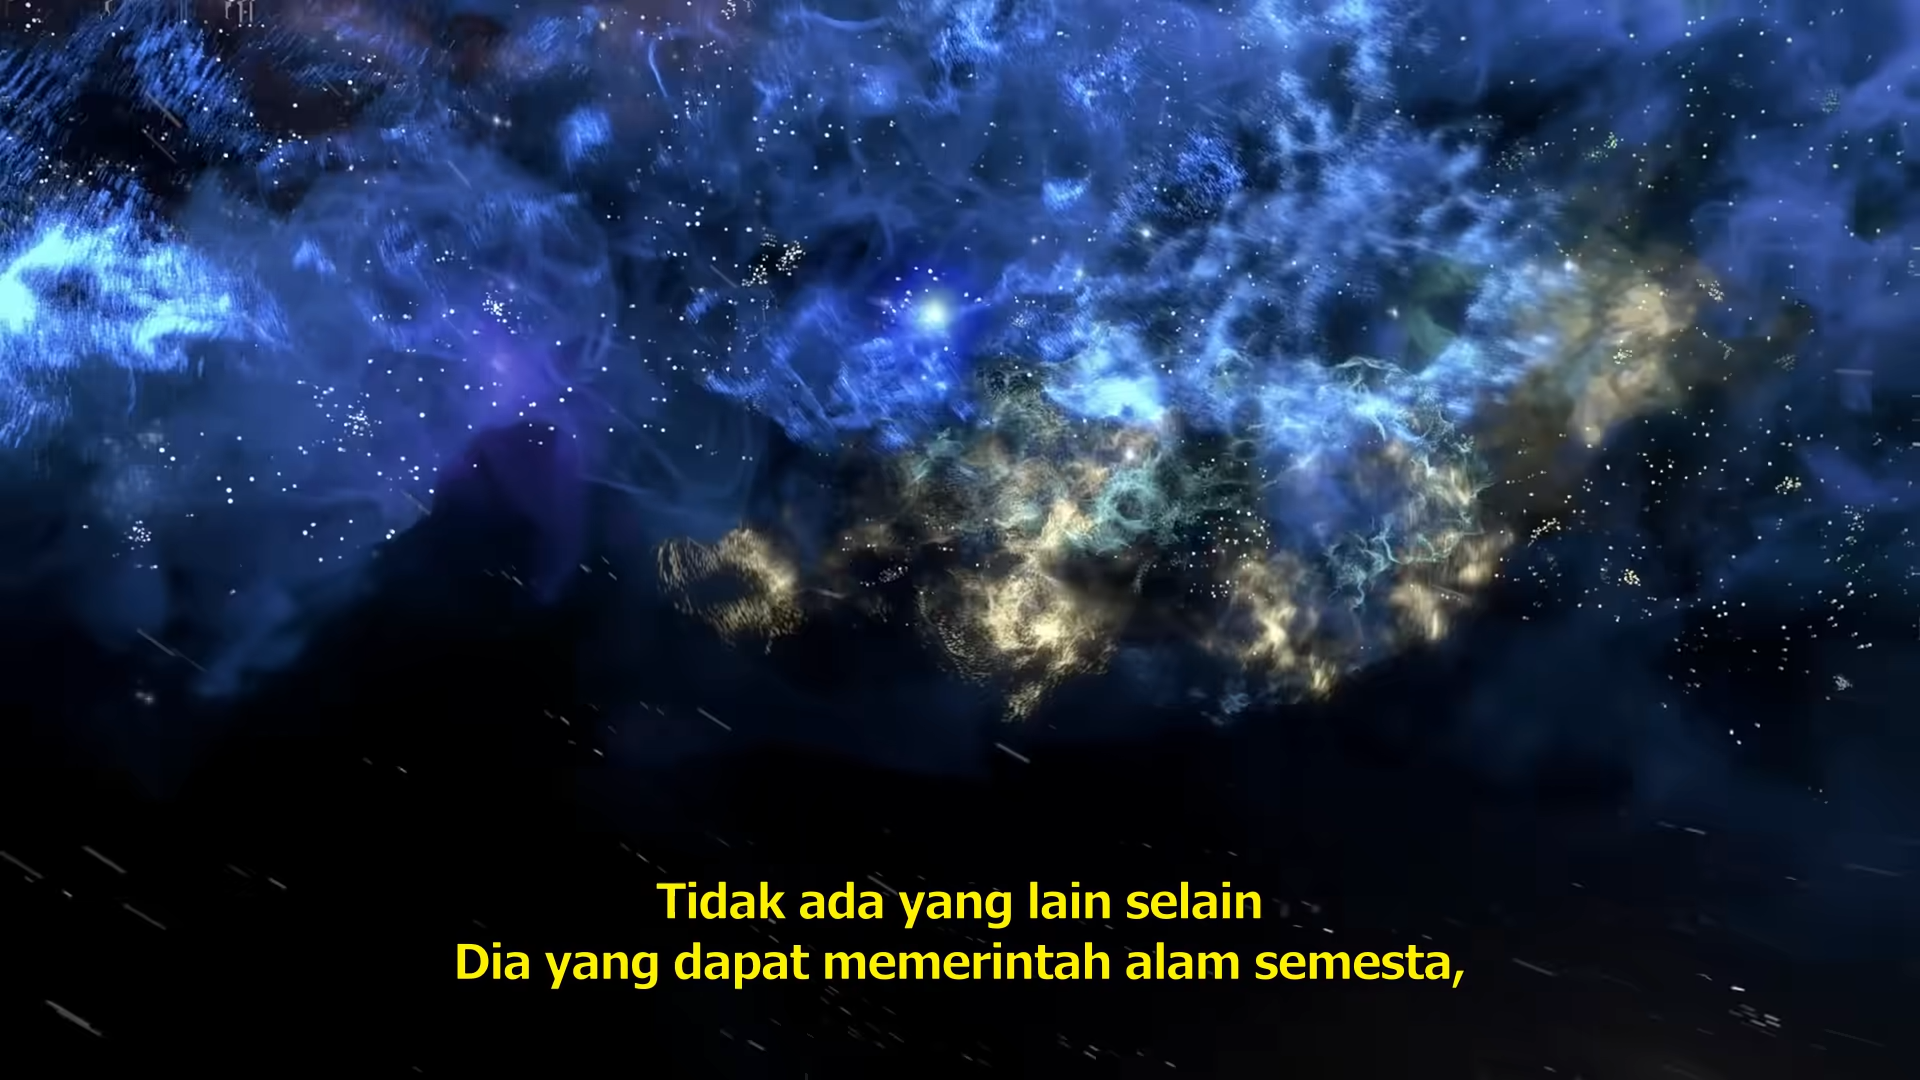 Tidak ada yang lain selain
Dia yang dapat memerintah alam semesta,